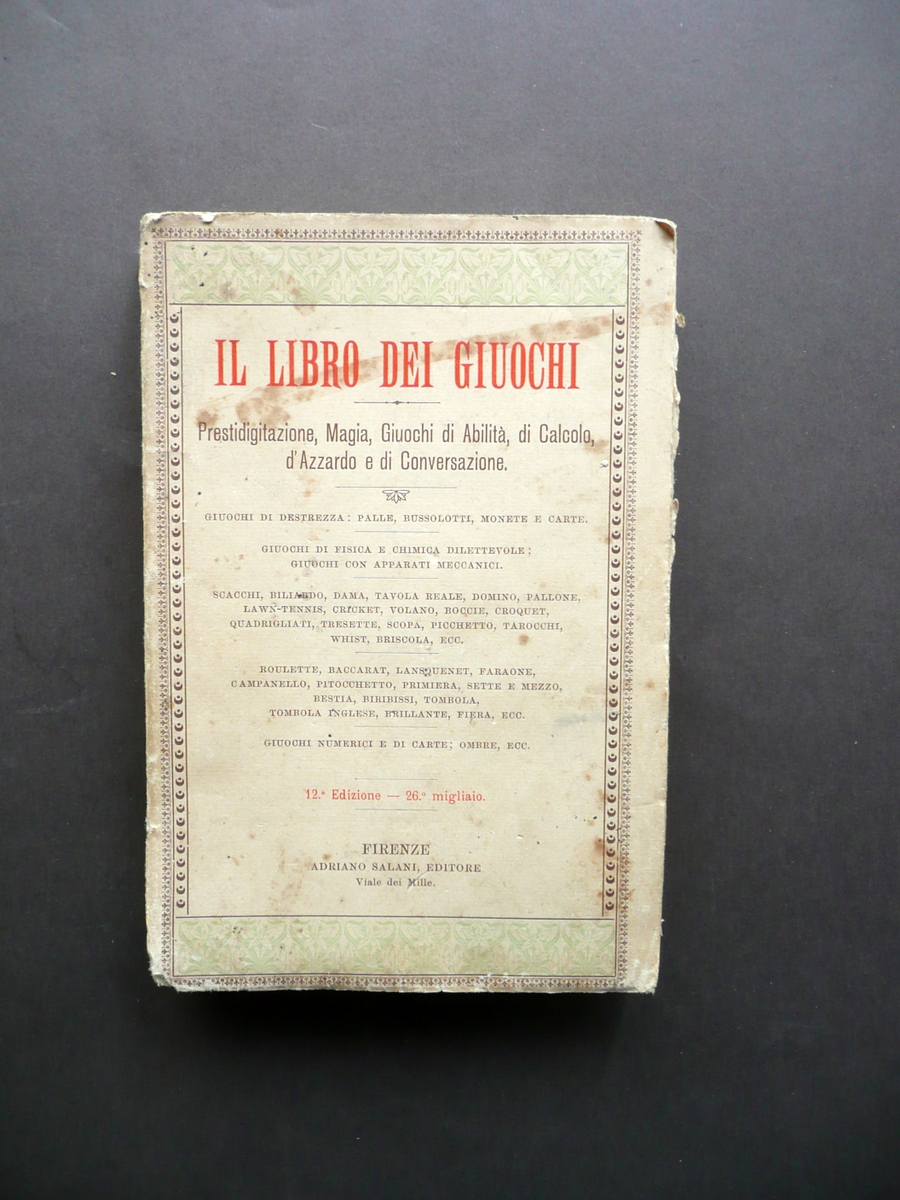 IL LIBRO DEI GIUOCHI
Prestidigitazione, Magia, Giuochi di Abilità, di Calcolo,
d'Azzardo e di Conversazione.
GIUOCHI DI DESTREZZA: PALLE, BUSSOLOTTI, MONETE E CARTE.
GIUOCHI DI FISICA E CHIMICA DILETTEVOLE;
GIUOCHI CON APPARATI MECCANICI.
SCACCHI, BILIARDO, DAMA, TAVOLA REALE, DOMINO, PALLONE,
LAWN-TENNIS, CRICKET, VOLANO, BOCCIE, CROQUET,
QUADRIGLIATI, TRESETTE, SCOPA, PICCHETTO, TAROCCHI,
WHIST, BRISCOLA, ECC.
ROULETTE, BACCARAT, LANSQUENET, FARAONE,
CAMPANELLO, PITOCCHETTO, PRIMIERA, SETTE E MEZZO,
BESTIA, BIRIBISSI, TOMBOLA,
TOMBOLA INGLESE, BRILLANTE, FIERA, ECC.
GIUOCHI NUMERICI E DI CARTE; OMBRE, ECC.
12.ª Edizione — 26.º migliaio.
FIRENZE
ADRIANO SALANI, EDITORE
Viale dei Mille.